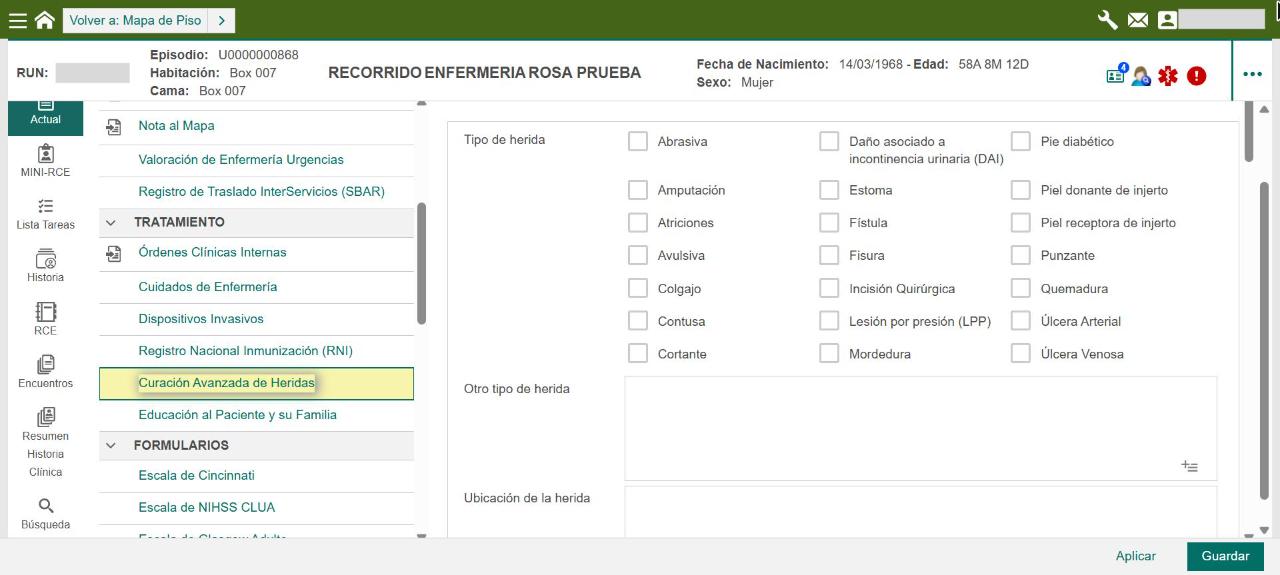 Volver a: Mapa de Piso
RUN:
Episodio: U0000000868
Habitación: Box 007
Cama: Box 007
RECORRIDO ENFERMERIA ROSA PRUEBA
Fecha de Nacimiento: 14/03/1968 - Edad: 58A 8M 12D
Sexo: Mujer
4
Actual
MINI-RCE
Lista Tareas
Historia
RCE
Encuentros
Resumen
Historia
Clínica
Búsqueda
Nota al Mapa
Valoración de Enfermería Urgencias
Registro de Traslado InterServicios (SBAR)
TRATAMIENTO
Órdenes Clínicas Internas
Cuidados de Enfermería
Dispositivos Invasivos
Registro Nacional Inmunización (RNI)
Curación Avanzada de Heridas
Educación al Paciente y su Familia
FORMULARIOS
Escala de Cincinnati
Escala de NIHSS CLUA
Tipo de herida
Abrasiva
Daño asociado a
incontinencia urinaria (DAI)
Pie diabético
Amputación
Estoma
Piel donante de injerto
Atriciones
Fístula
Piel receptora de injerto
Avulsiva
Fisura
Punzante
Colgajo
Incisión Quirúrgica
Quemadura
Contusa
Lesión por presión (LPP)
Úlcera Arterial
Cortante
Mordedura
Úlcera Venosa
Otro tipo de herida
Ubicación de la herida
Aplicar
Guardar